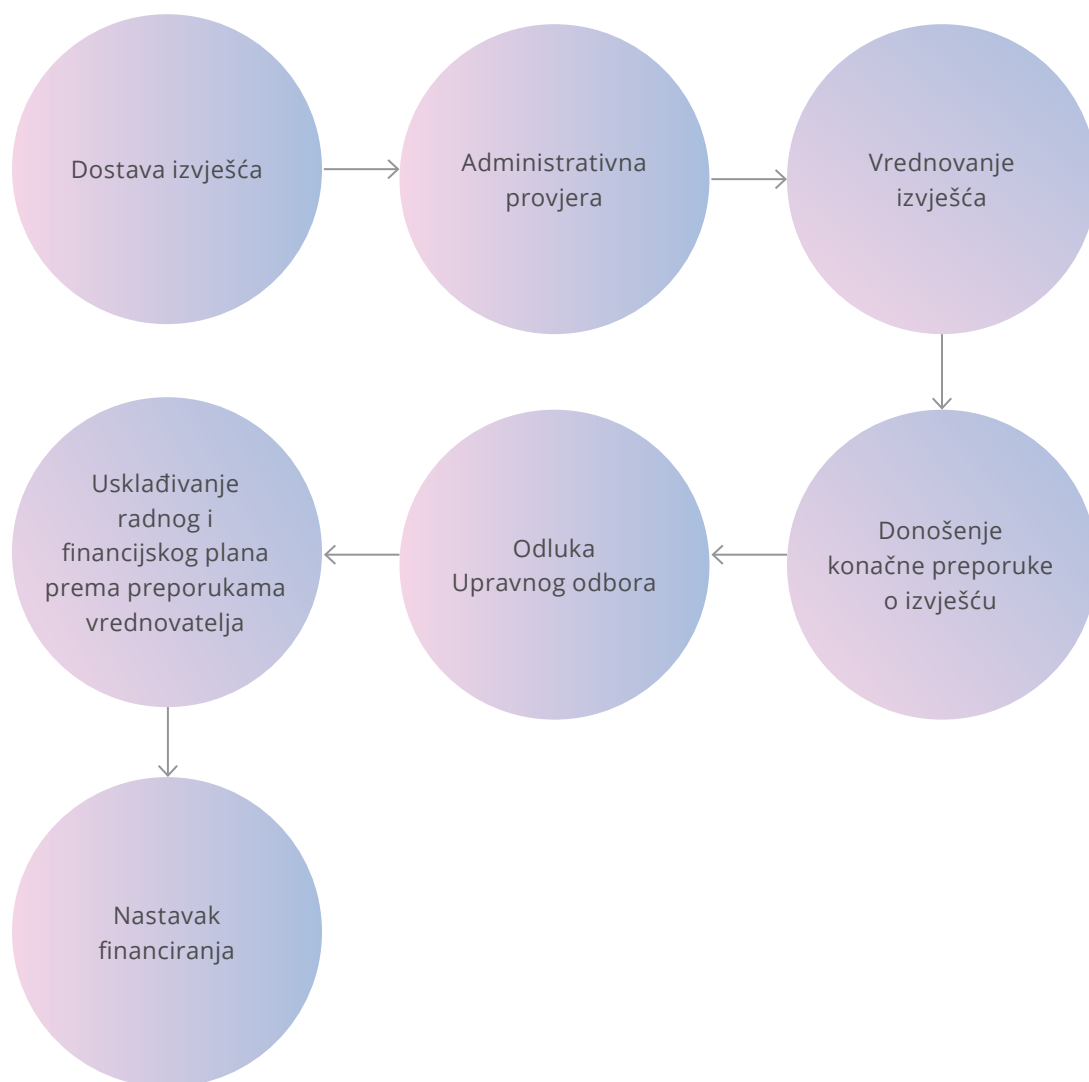 Dostava izvješća
Administrativna
provjera
Vrednovanje
izvješća
Donošenje
konačne preporuke
o izvješću
Odluka
Upravnog odbora
Usklađivanje
radnog i
financijskog plana
prema preporukama
vrednovatelja
Nastavak
financiranja